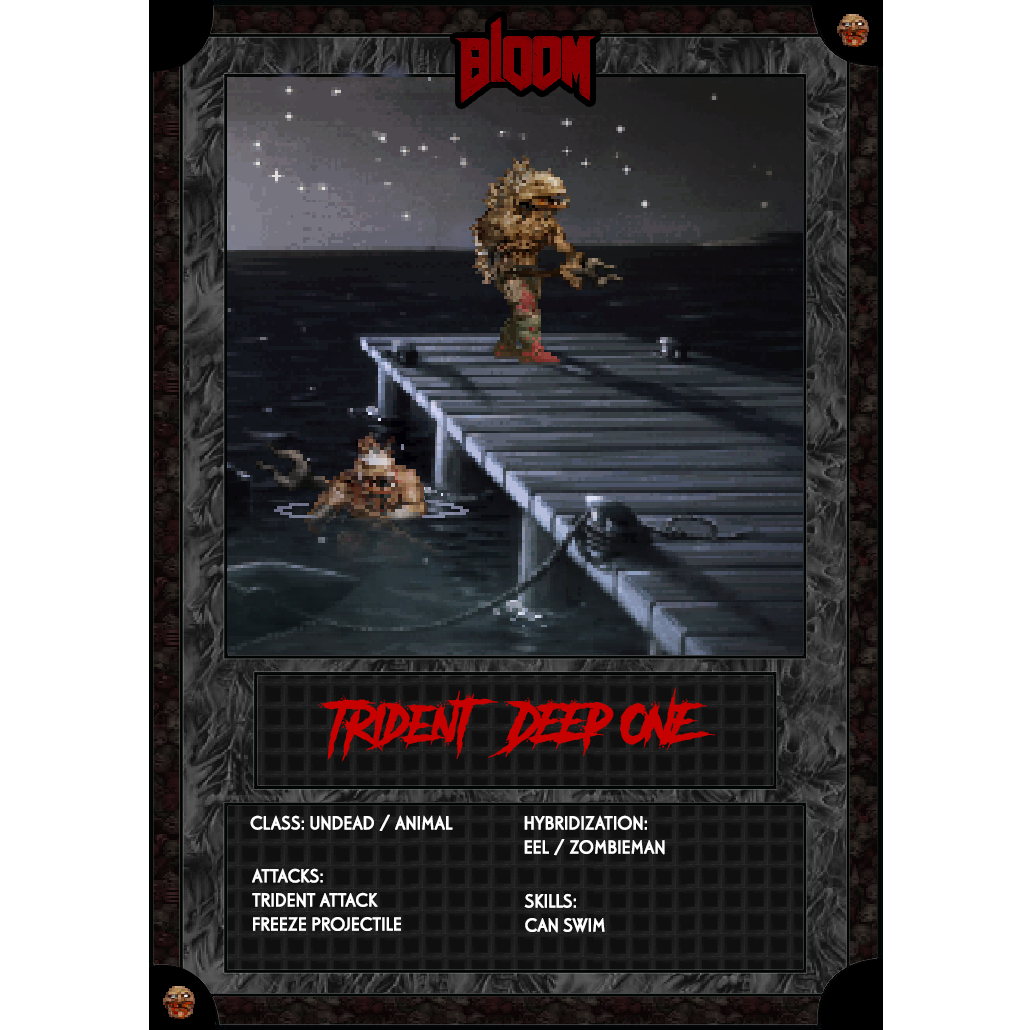 BLOOM
TRIDENT DEEP ONE
CLASS: UNDEAD / ANIMAL
ATTACKS:
TRIDENT ATTACK
FREEZE PROJECTILE
HYBRIDIZATION:
EEL / ZOMBIEMAN
SKILLS:
CAN SWIM